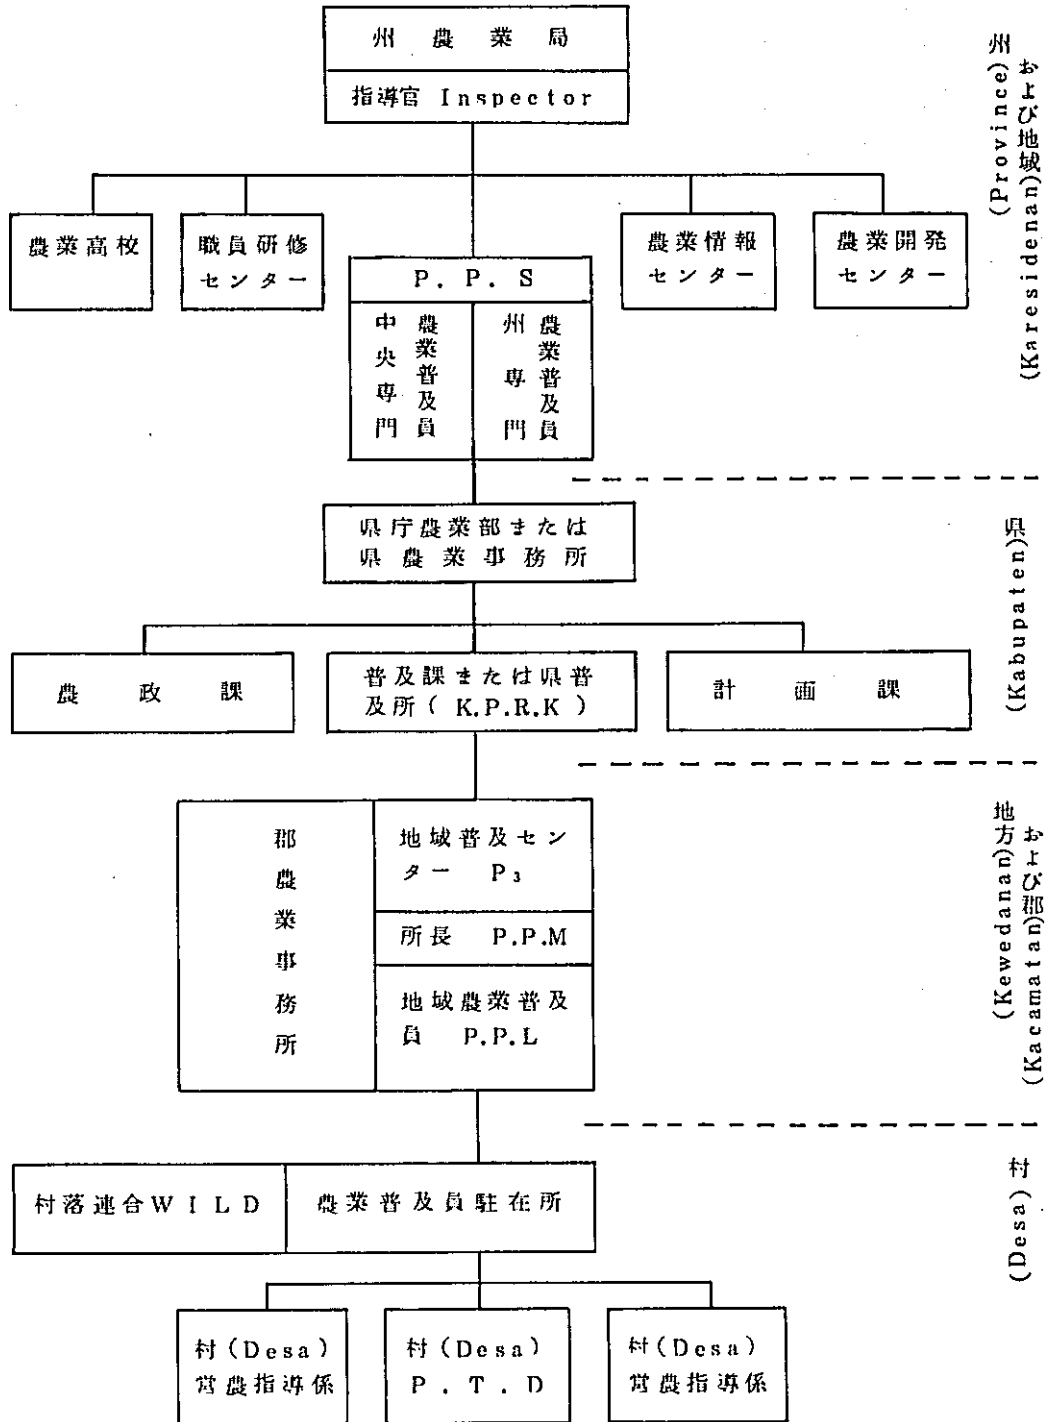 州農業局
指導官 Inspector
農業高校
職員研修
センター
農業情報
センター
農業開発
センター
P.P.S
中央専門
農業普及員
州専門
農業普及員
州(Province)
および地域(Karesidenan)
県庁農業部または
県農業事務所
農政課
普及課または県普
及所(K.P.R.K)
計画課
県(Kabupaten)
郡農業事務所
地域普及セン
ター P₃
所長 P.P.M
地域農業普及
員 P.P.L
地方(Kewedanan)
および郡(Kacamatan)
村落連合WILD
農業普及員駐在所
村(Desa)
営農指導係
村(Desa)
P.T.D
村(Desa)
営農指導係
村(Desa)